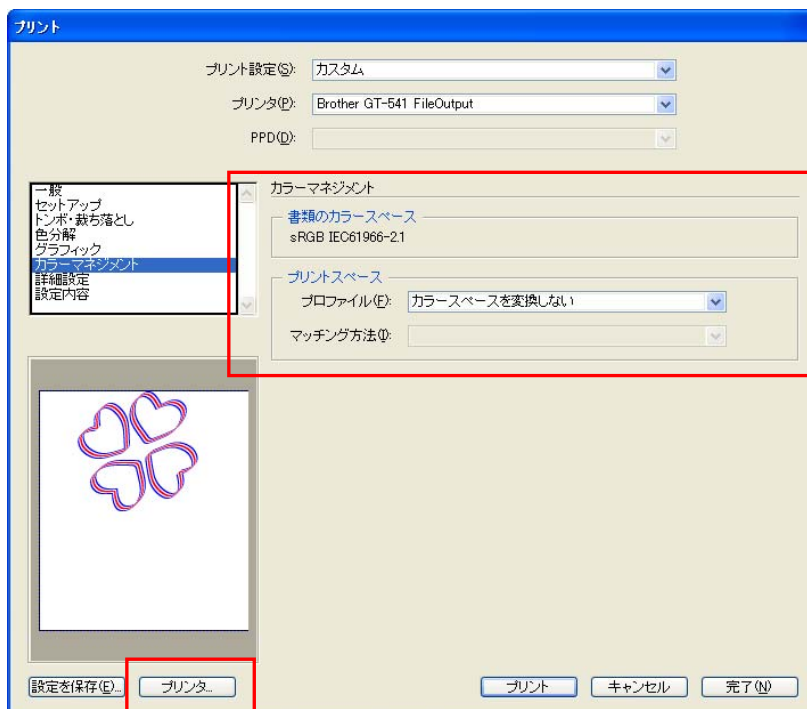 プリント
プリント設定(S): カスタム
プリンタ(P): Brother GT-541 FileOutput
PPD(D):
一般
セットアップ
トンボ・裁ち落とし
色分解
グラフィック
カラーマネジメント
詳細設定
設定内容
カラーマネジメント
書類のカラースペース
sRGB IEC61966-2.1
プリントスペース
プロファイル(F): カラースペースを変換しない
マッチング方法(I):
設定を保存(E)... プリンタ... プリント キャンセル 完了(N)